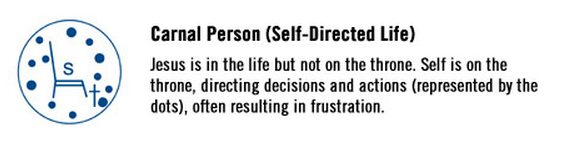 Carnal Person (Self-Directed Life)
S
Jesus is in the life but not on the throne. Self is on the
throne, directing decisions and actions (represented by the
dots), often resulting in frustration.